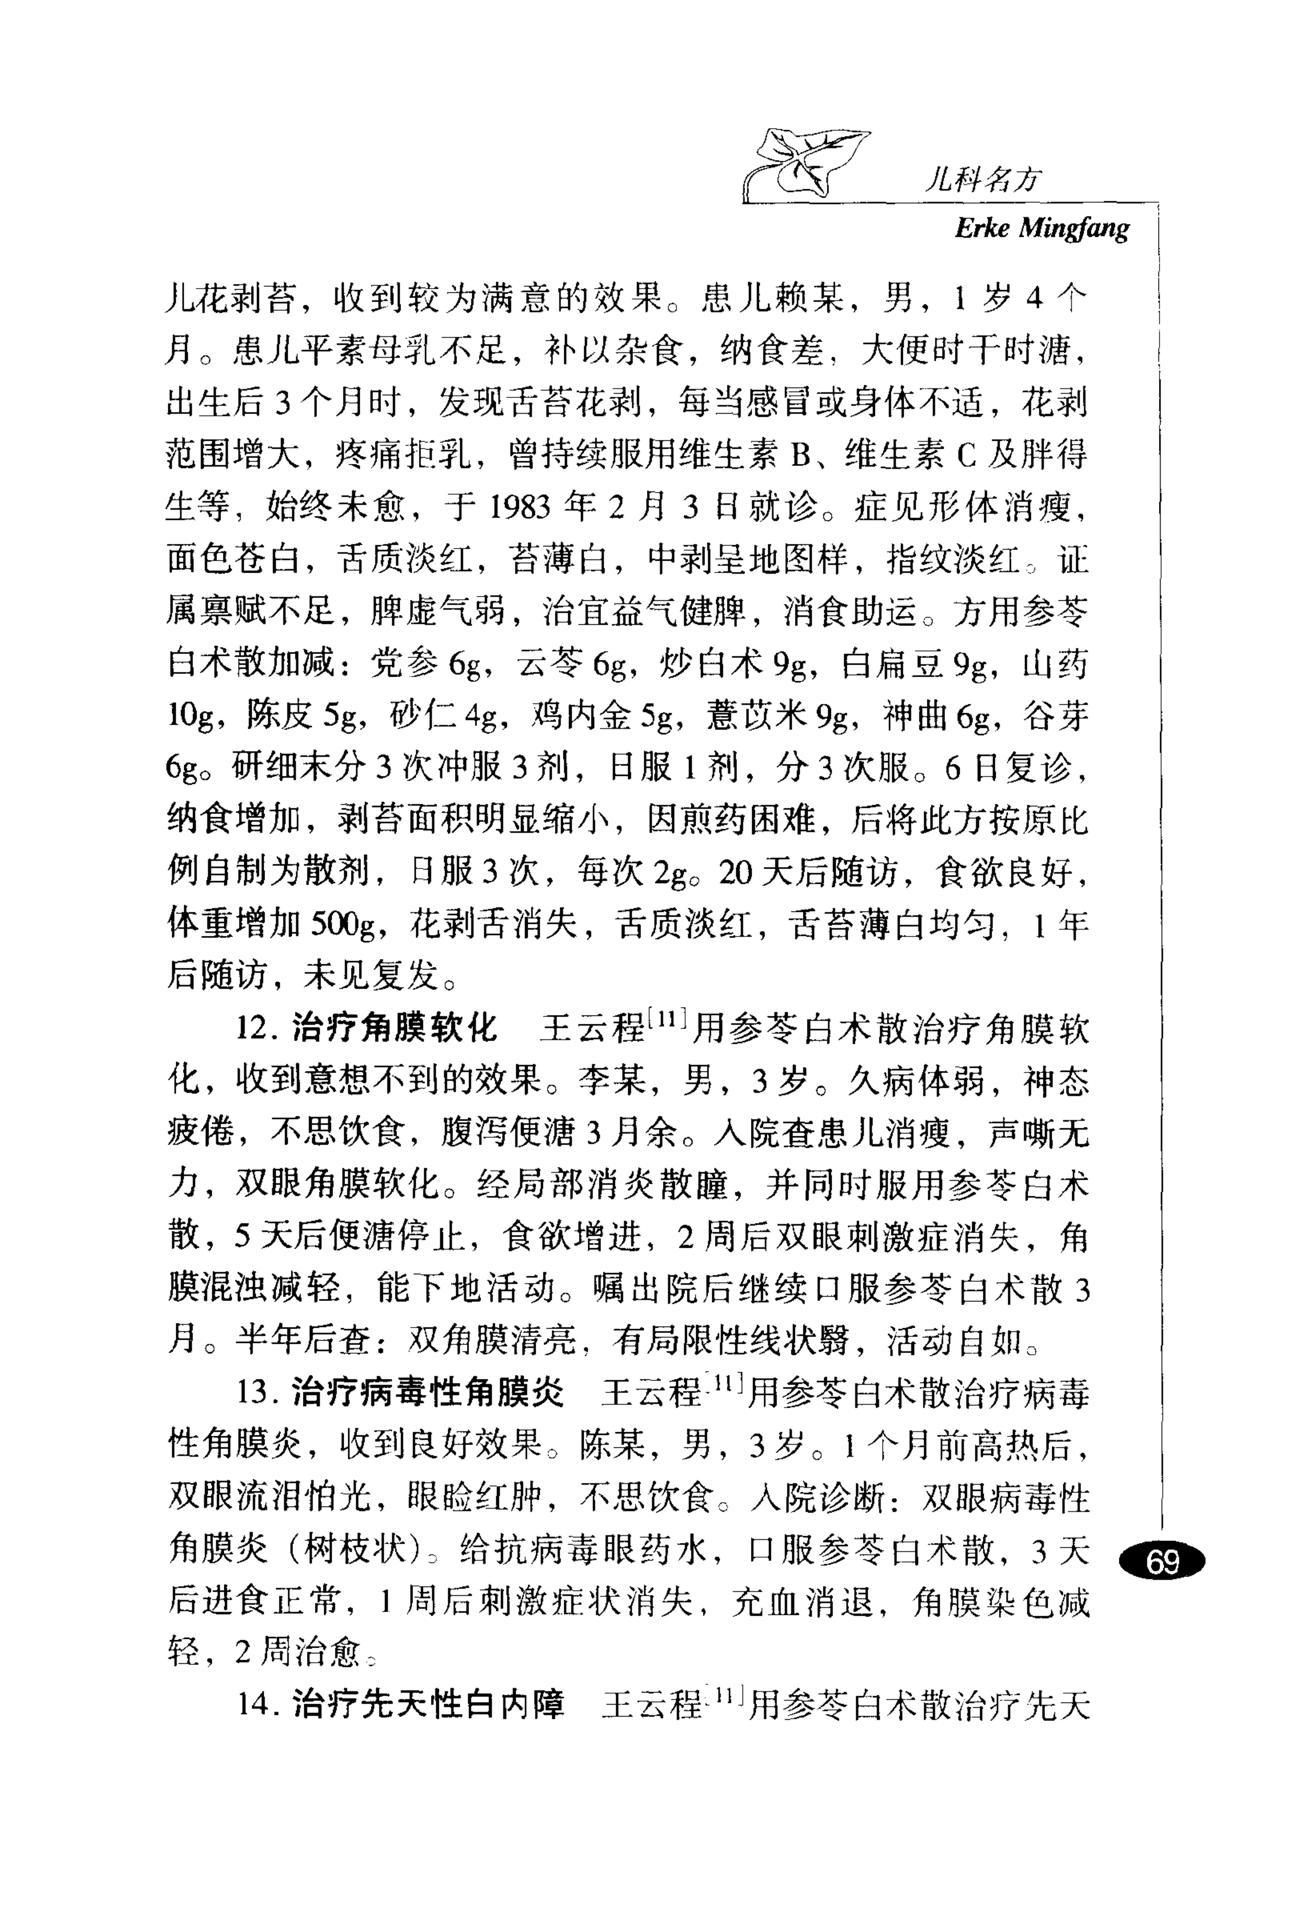 儿科名方
Erke Mingfang
儿花剥苔，收到较为满意的效果。患儿赖某，男，1岁4个
月。患儿平素母乳不足，补以杂食，纳食差，大便时干时溏，
出生后3个月时，发现舌苔花剥，每当感冒或身体不适，花剥
范围增大，疼痛拒乳，曾持续服用维生素B、维生素C及胖得
生等，始终未愈，于1983年2月3日就诊。症见形体消瘦，
面色苍白，舌质淡红，苔薄白，中剥呈地图样，指纹淡红。证
属禀赋不足，脾虚气弱，治宜益气健脾，消食助运。方用参苓
白术散加减：党参6g，云苓6g，炒白术9g，白扁豆9g，山药
10g，陈皮5g，砂仁4g，鸡内金5g，薏苡米9g，神曲6g，谷芽
6g。研细末分3次冲服3剂，日服1剂，分3次服。6日复诊，
纳食增加，剥苔面积明显缩小，因煎药困难，后将此方按原比
例自制为散剂，日服3次，每次2g。20天后随访，食欲良好，
体重增加500g，花剥舌消失，舌质淡红，舌苔薄白均匀，1年
后随访，未见复发。
12. 治疗角膜软化　王云程[11]用参苓白术散治疗角膜软
化，收到意想不到的效果。李某，男，3岁。久病体弱，神态
疲倦，不思饮食，腹泻便溏3月余。入院查患儿消瘦，声嘶无
力，双眼角膜软化。经局部消炎散瞳，并同时服用参苓白术
散，5天后便溏停止，食欲增进，2周后双眼刺激症消失，角
膜混浊减轻，能下地活动。嘱出院后继续口服参苓白术散3
月。半年后查：双角膜清亮，有局限性线状翳，活动自如。
13. 治疗病毒性角膜炎　王云程[11]用参苓白术散治疗病毒
性角膜炎，收到良好效果。陈某，男，3岁。1个月前高热后，
双眼流泪怕光，眼睑红肿，不思饮食。入院诊断：双眼病毒性
角膜炎（树枝状）。给抗病毒眼药水，口服参苓白术散，3天
后进食正常，1周后刺激症状消失，充血消退，角膜染色减
轻，2周治愈。
14. 治疗先天性白内障　王云程[11]用参苓白术散治疗先天
69